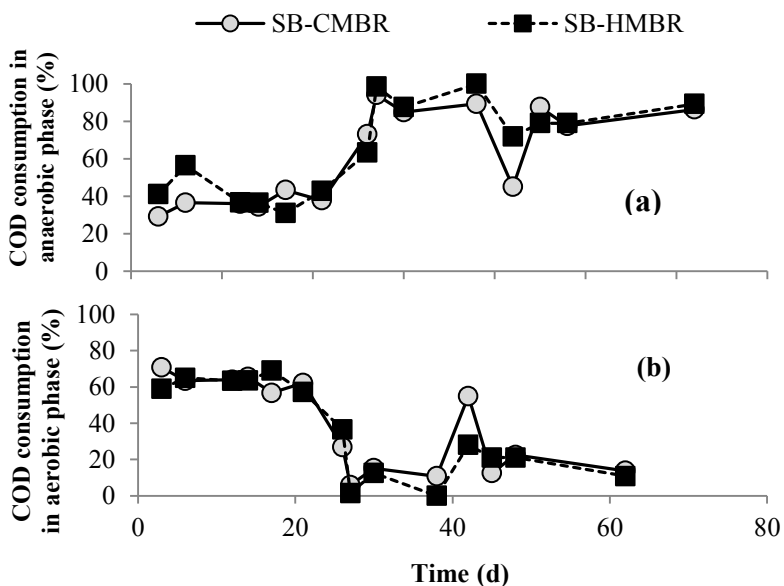 SB-CMBR SB-HMBR
COD consumption in
anaerobic phase (%)
100
80
60
40
20
0
(a)
COD consumption
in aerobic phase (%)
100
80
60
40
20
0
(b)
0 20 40 60 80
Time (d)